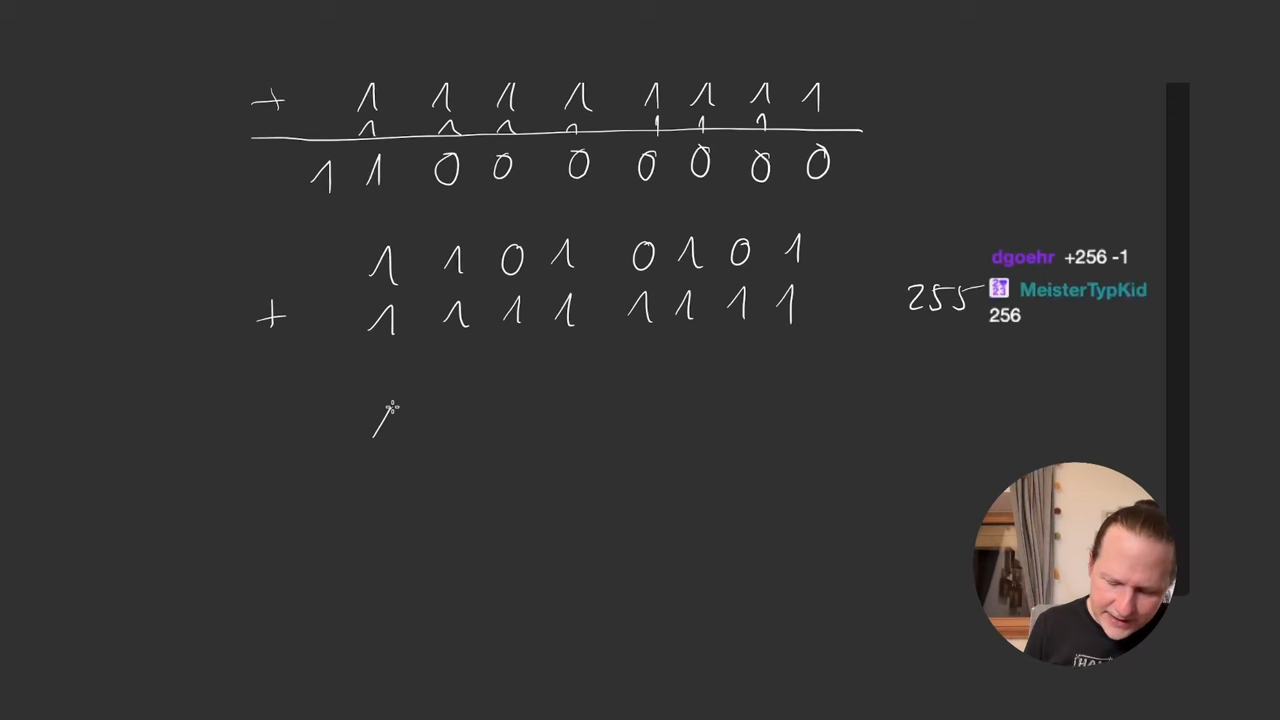 + 1 1 1 1 1 1 1 1
1 1 1 1 1 1 1
1 1 0 0 0 0 0 0 0
1 1 0 1 0 1 0 1
+ 1 1 1 1 1 1 1 1 255
dgoehr +256 -1
MeisterTypKid
256